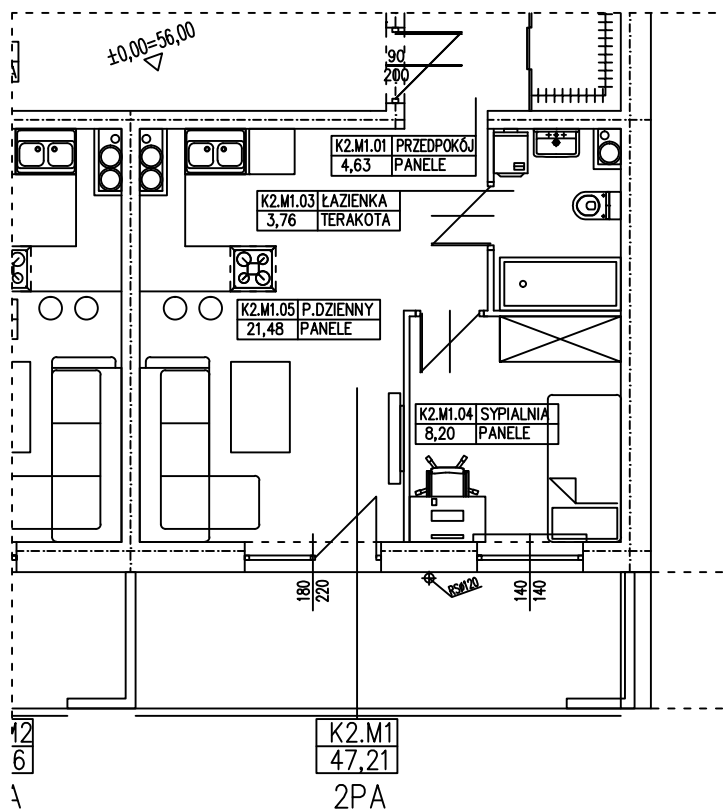 ±0,00=56,00
90
200
K2.M1.01 PRZEDPOKÓJ
4,63 PANELE
K2.M1.03 ŁAZIENKA
3,76 TERAKOTA
K2.M1.05 P.DZIENNY
21,48 PANELE
K2.M1.04 SYPIALNIA
8,20 PANELE
180
220
RSø120
140
140
M2
6
A
K2.M1
47,21
2PA